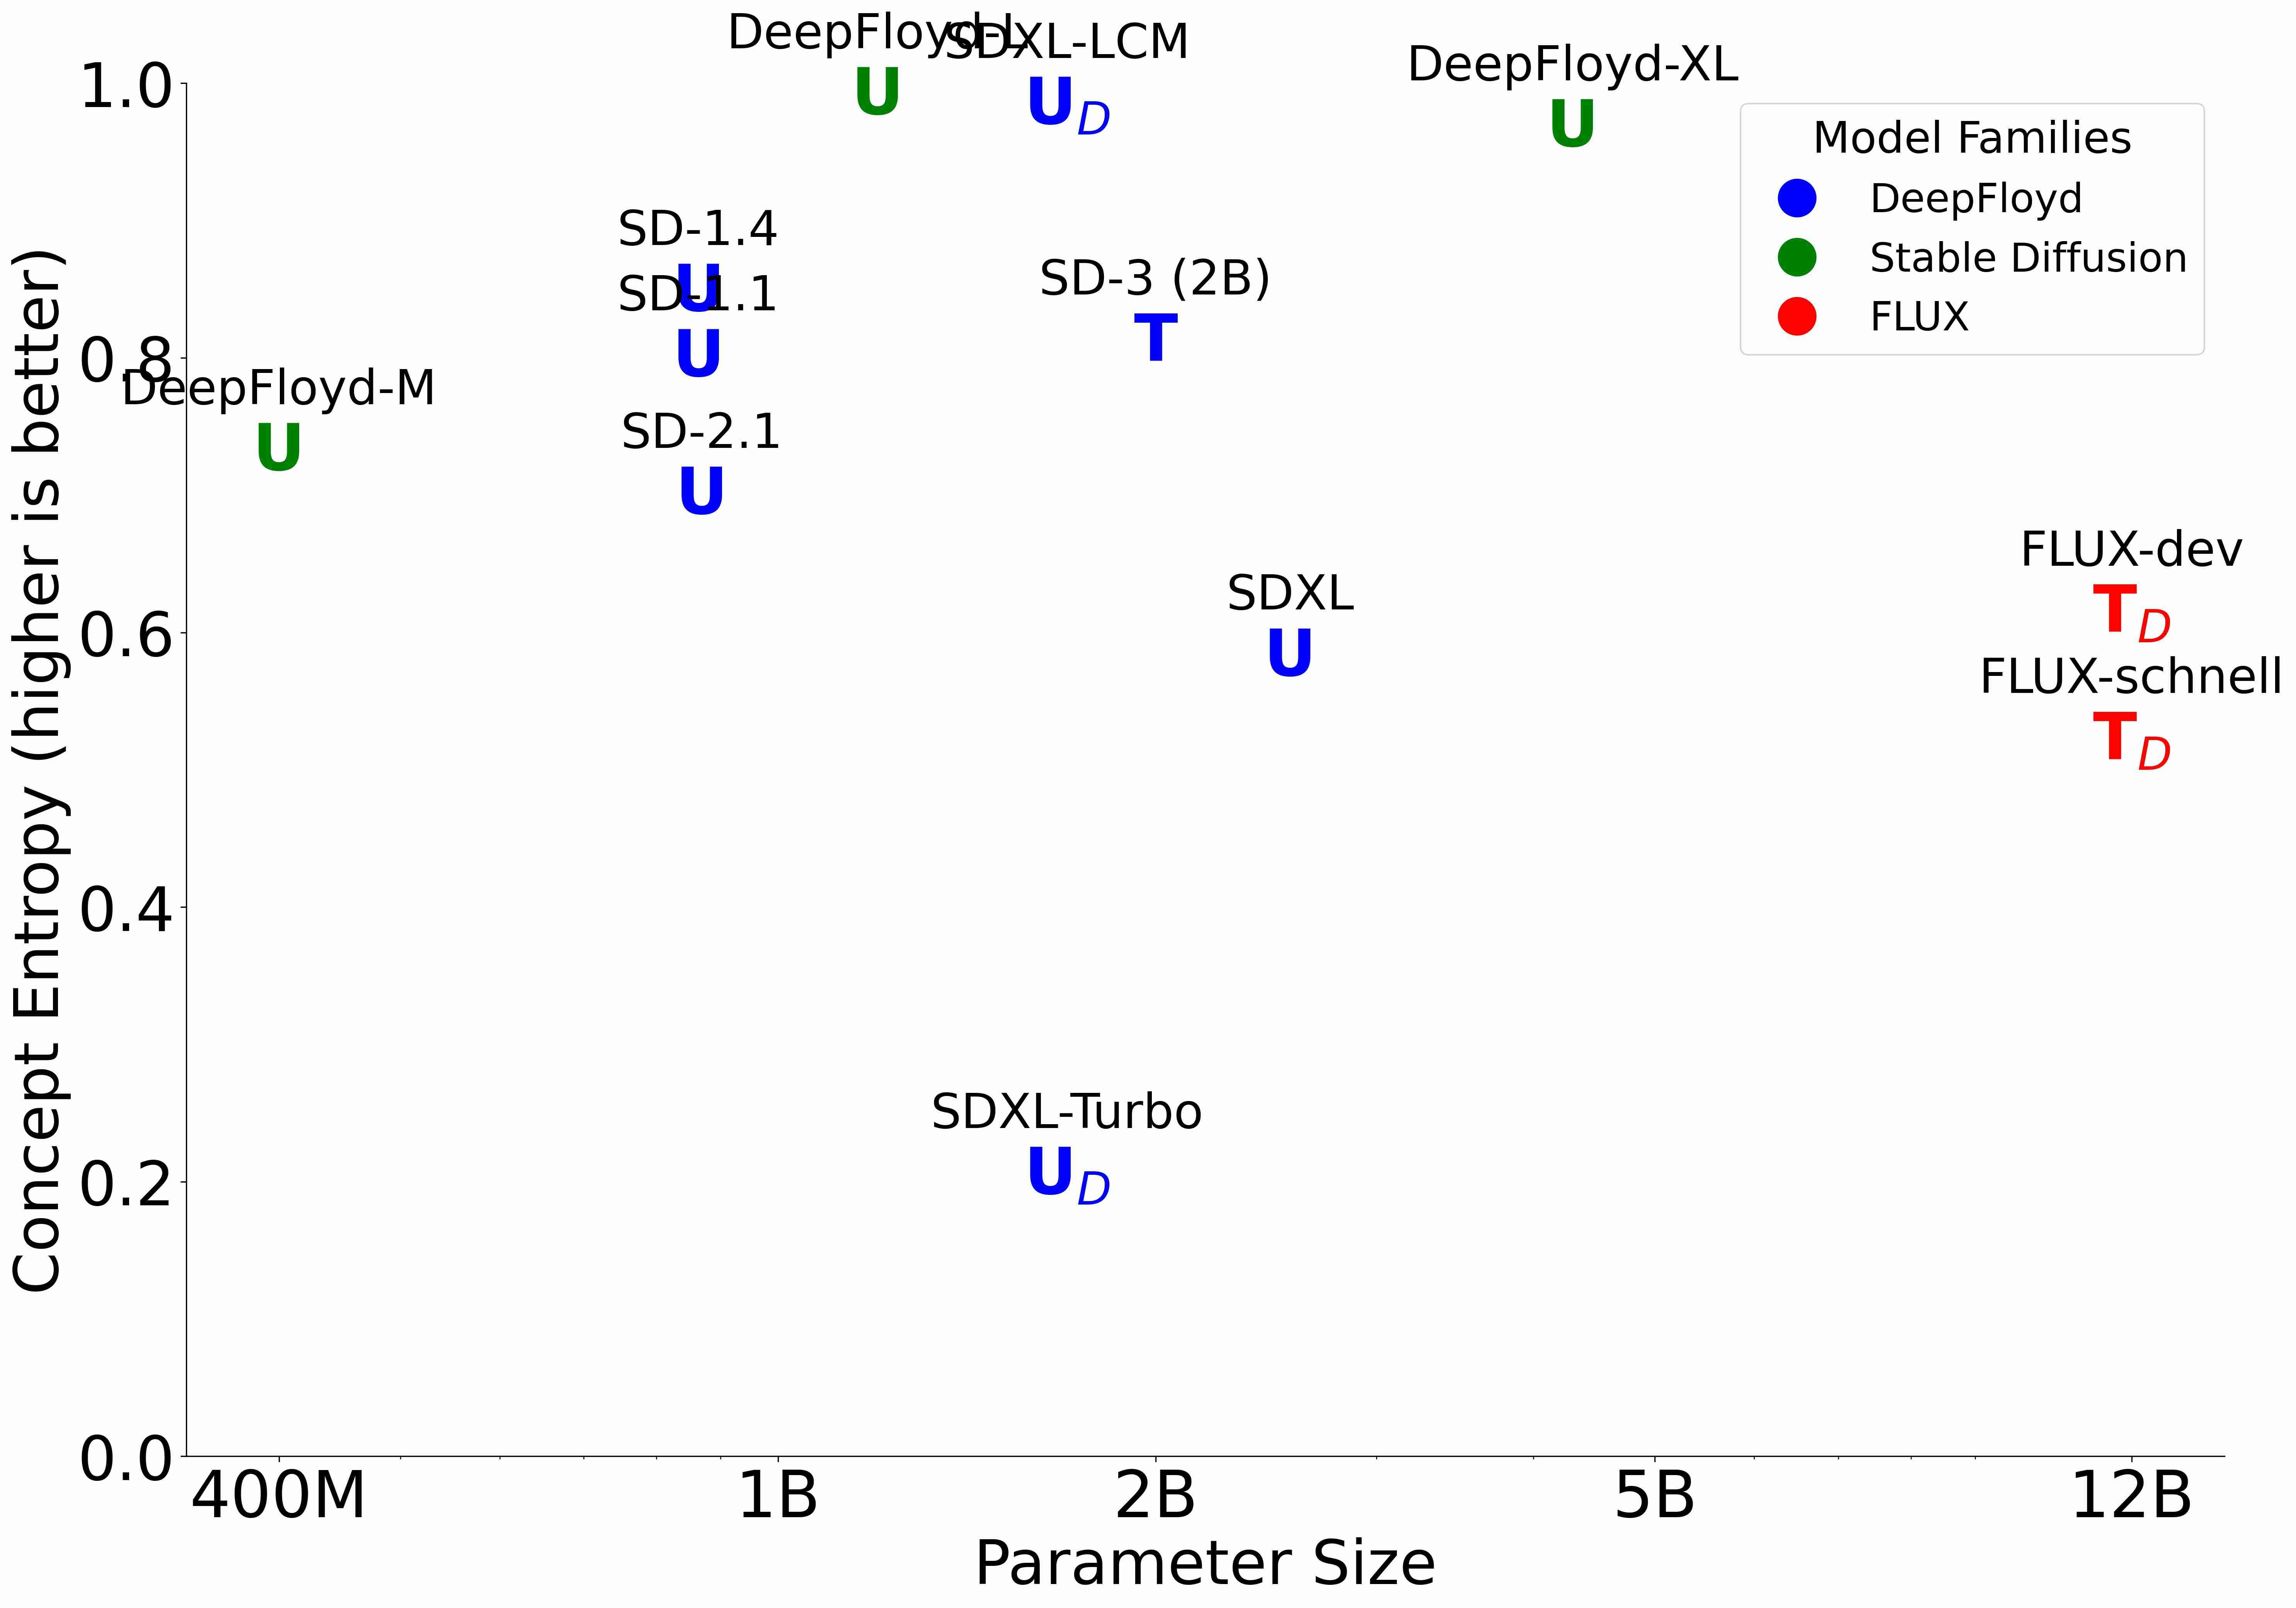 DeepFloyd-L
SDXL-LCM
DeepFloyd-XL
U
U_D
U
Model Families
DeepFloyd
Stable Diffusion
FLUX
SD-1.4
U
SD-1.1
U
SD-3 (2B)
T
DeepFloyd-M
U
SD-2.1
U
SDXL
U
FLUX-dev
T_D
FLUX-schnell
T_D
SDXL-Turbo
U_D
Concept Entropy (higher is better)
1.0
0.8
0.6
0.4
0.2
0.0
400M
1B
2B
5B
12B
Parameter Size